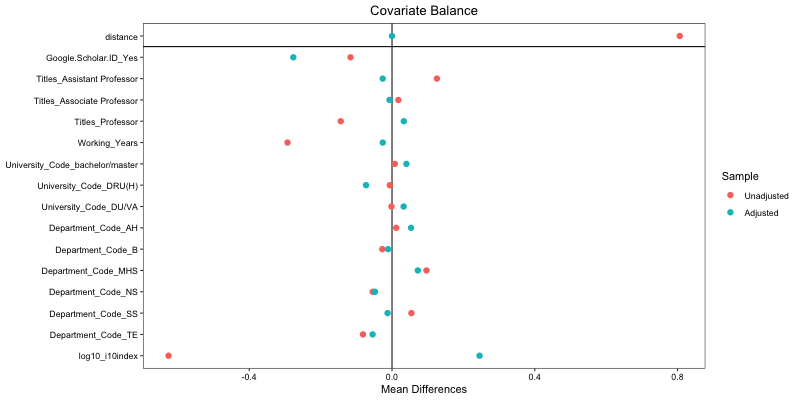 Covariate Balance
distance
Google.Scholar.ID_Yes
Titles_Assistant Professor
Titles_Associate Professor
Titles_Professor
Working_Years
University_Code_bachelor/master
University_Code_DRU(H)
University_Code_DU/VA
Department_Code_AH
Department_Code_B
Department_Code_MHS
Department_Code_NS
Department_Code_SS
Department_Code_TE
log10_i10index
-0.4 0.0 0.4 0.8
Mean Differences
Sample
Unadjusted
Adjusted